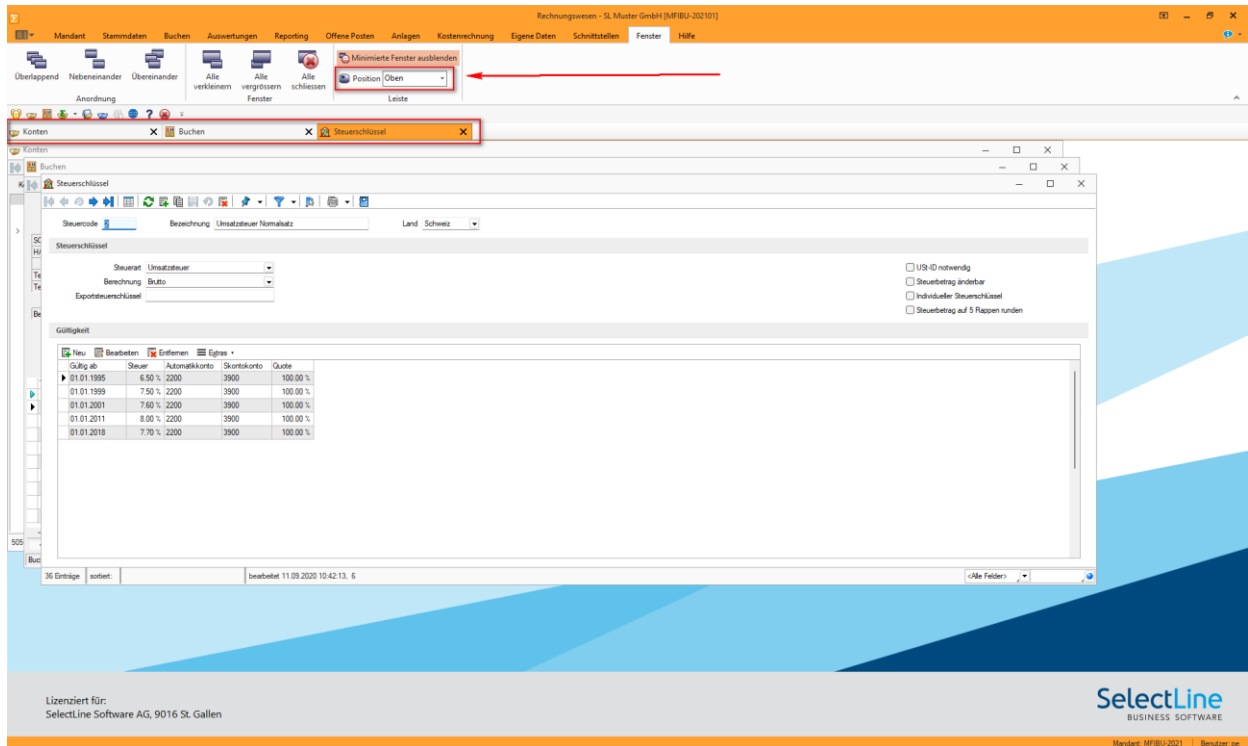 Rechnungswesen - SL Muster GmbH [MFIBU-202101]
Mandant Stammdaten Buchen Auswertungen Reporting Offene Posten Anlagen Kostenrechnung Eigene Daten Schnittstellen Fenster Hilfe
Überlappend Nebeneinander Übereinander Alle verkleinern Alle vergrössern Alle schliessen
Minimierte Fenster ausblenden
Position Oben
Anordnung Fenster Leiste
Konten Buchen Steuerschlüssel
Konten
Buchen
Steuerschlüssel
Steuercode 2 Bezeichnung Umsatzsteuer Normalsatz Land Schweiz
Steuerschlüssel
Steuerart Umsatzsteuer USt-ID notwendig
Berechnung Brutto Steuerbetrag änderbar
Exportsteuerschlüssel Individueller Steuerschlüssel
Steuerbetrag auf 5 Rappen runden
Gültigkeit
Neu Bearbeiten Entfernen Extras
Gültig ab Steuer Automatikkonto Skontokonto Quote
01.01.1995 6.50 % 2200 3900 100.00 %
01.01.1999 7.50 % 2200 3900 100.00 %
01.01.2001 7.60 % 2200 3900 100.00 %
01.01.2011 8.00 % 2200 3900 100.00 %
01.01.2018 7.70 % 2200 3900 100.00 %
505
Buc
36 Einträge sortiert: bearbeitet 11.09.2020 10:42:13, 6 <Alle Felder>
Lizenziert für:
SelectLine Software AG, 9016 St. Gallen
SelectLine
BUSINESS SOFTWARE
Mandant: MFIBU-2021 Benutzer: pe